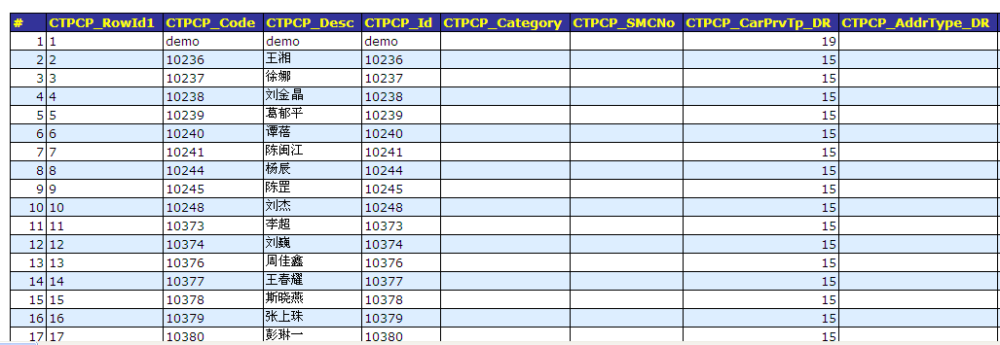 # CTPCP_RowId1 CTPCP_Code CTPCP_Desc CTPCP_Id CTPCP_Category CTPCP_SMCNo CTPCP_CarPrvTp_DR CTPCP_AddrType_DR
1 1 demo demo demo 19
2 2 10236 王湘 10236 15
3 3 10237 徐娜 10237 15
4 4 10238 刘金晶 10238 15
5 5 10239 葛郁平 10239 15
6 6 10240 谭蓓 10240 15
7 7 10241 陈闽江 10241 15
8 8 10244 杨辰 10244 15
9 9 10245 陈罡 10245 15
10 10 10248 刘杰 10248 15
11 11 10373 李超 10373 15
12 12 10374 刘巍 10374 15
13 13 10376 周佳鑫 10376 15
14 14 10377 王春耀 10377 15
15 15 10378 斯晓燕 10378 15
16 16 10379 张上珠 10379 15
17 17 10380 彭琳一 10380 15